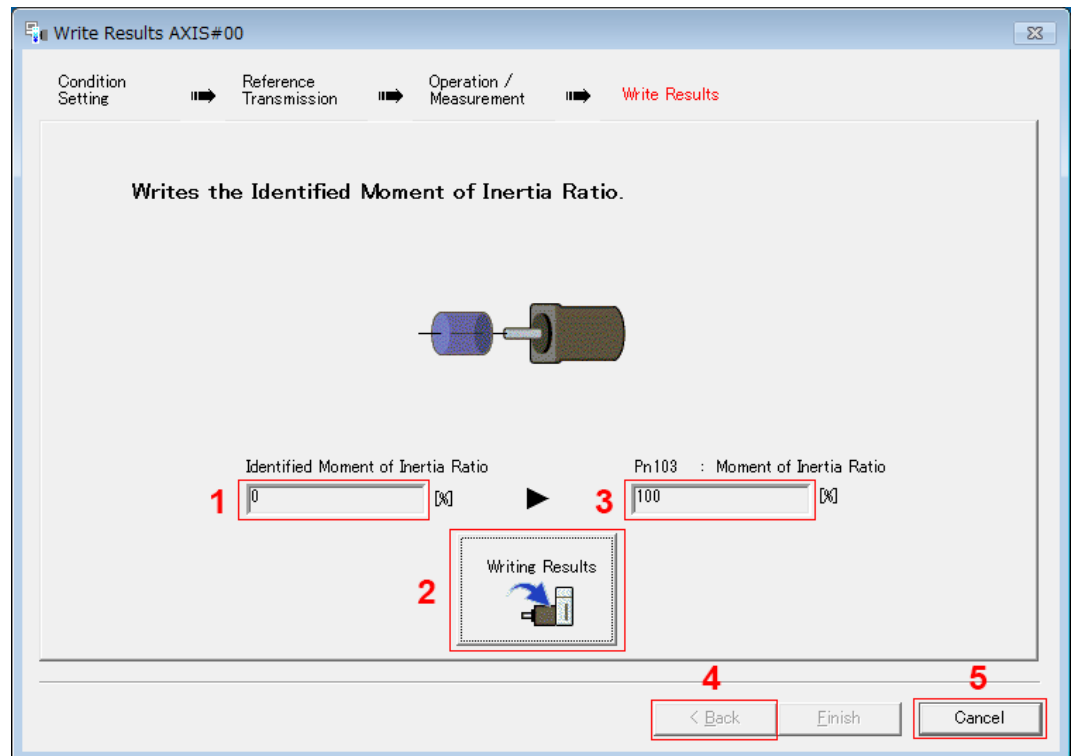 Write Results AXIS#00
Condition
Setting
Reference
Transmission
Operation /
Measurement
Write Results
Writes the Identified Moment of Inertia Ratio.
Identified Moment of Inertia Ratio
Pn103 : Moment of Inertia Ratio
1
0
[%]
3
100
[%]
2
Writing Results
4
5
< Back
Finish
Cancel